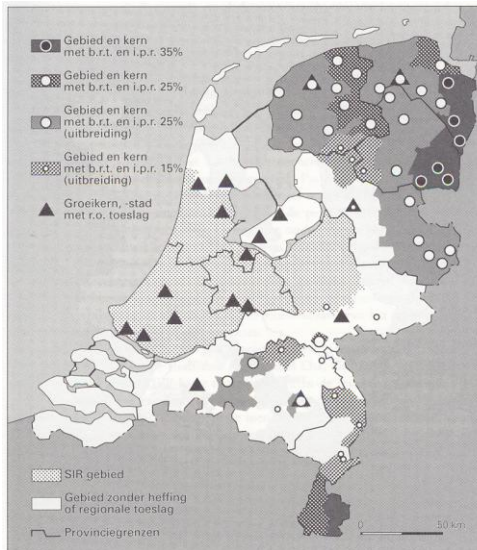 Gebied en kern
met b.r.t. en i.p.r. 35%
Gebied en kern
met b.r.t. en i.p.r. 25%
Gebied en kern
met b.r.t. en i.p.r. 25%
(uitbreiding)
Gebied en kern
met b.r.t en i.p.r. 15%
(uitbreiding)
Groeikern, -stad
met r.o. toeslag
SIR gebied
Gebied zonder heffing
of regionale toeslag
Provinciegrenzen
0 50 km